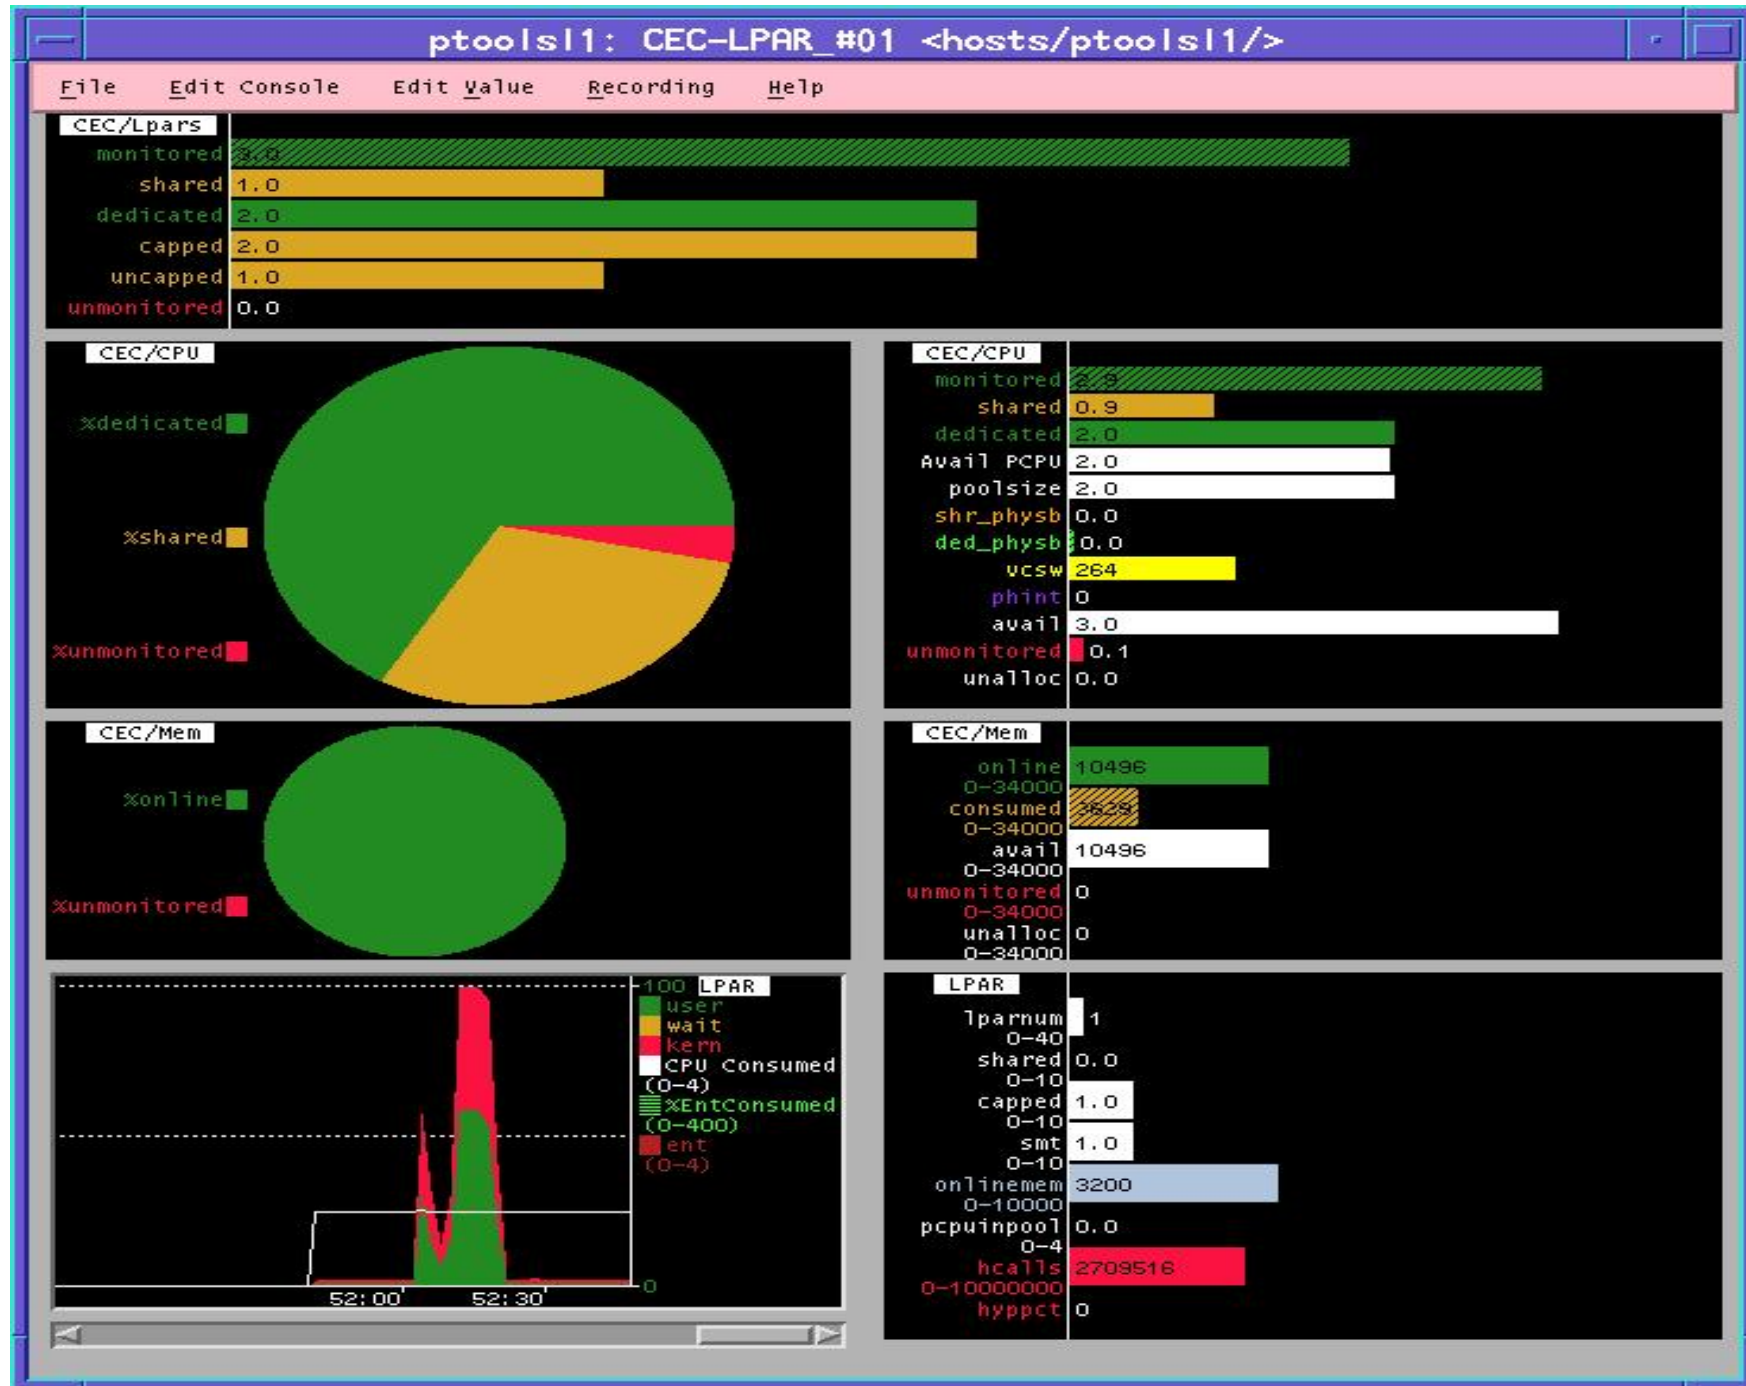 ptoolsl1: CEC-LPAR_#01 <hosts/ptoolsl1/>
File Edit Console Edit Value Recording Help
CEC/Lpars
monitored 3.0
shared 1.0
dedicated 2.0
capped 2.0
uncapped 1.0
unmonitored 0.0
CEC/CPU
%dedicated
%shared
%unmonitored
CEC/CPU
monitored 2.9
shared 0.9
dedicated 2.0
Avail PCPU 2.0
poolsize 2.0
shr_physb 0.0
ded_physb 0.0
vcsw 264
phint 0
avail 3.0
unmonitored 0.1
unalloc 0.0
CEC/Mem
%online
%unmonitored
CEC/Mem
online 10496
0-34000
consumed 3629
0-34000
avail 10496
0-34000
unmonitored 0
0-34000
unalloc 0
0-34000
100 LPAR
user
wait
kern
CPU Consumed
(0-4)
%EntConsumed
(0-400)
ent
(0-4)
0
52:00 52:30
LPAR
lparnum 1
0-40
shared 0.0
0-10
capped 1.0
0-10
smt 1.0
0-10
onlinemem 3200
0-10000
pcpuinpool 0.0
0-4
hcalls 2709516
0-10000000
hyppct 0